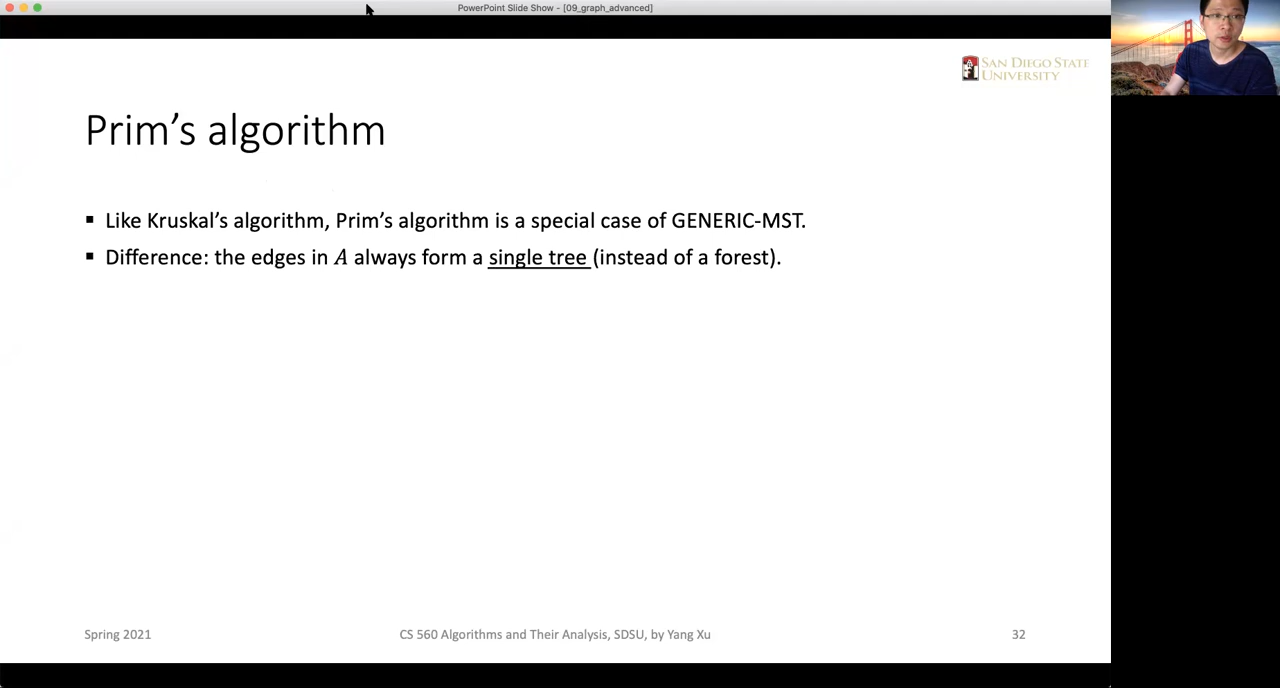 PowerPoint Slide Show - [09_graph_advanced]
SAN DIEGO STATE
UNIVERSITY
Prim's algorithm
▪ Like Kruskal's algorithm, Prim's algorithm is a special case of GENERIC-MST.
▪ Difference: the edges in A always form a single tree (instead of a forest).
Spring 2021
CS 560 Algorithms and Their Analysis, SDSU, by Yang Xu
32